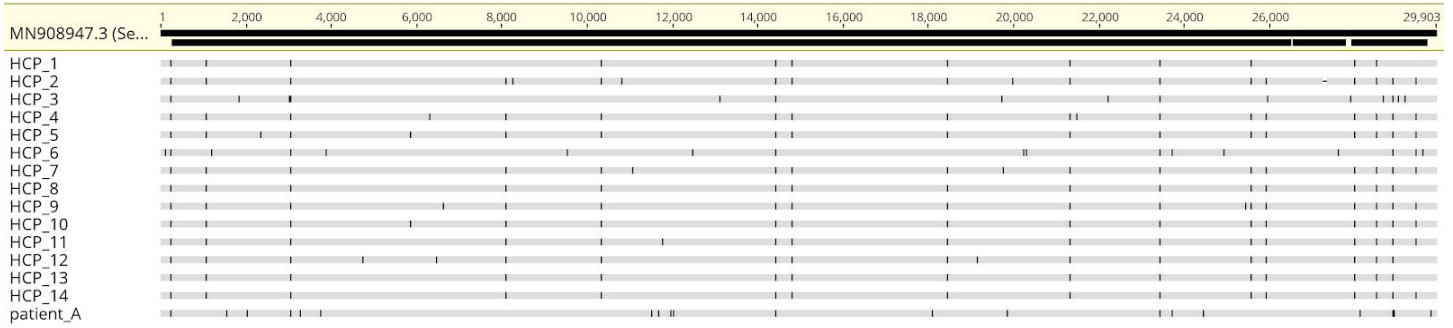 1 2,000 4,000 6,000 8,000 10,000 12,000 14,000 16,000 18,000 20,000 22,000 24,000 26,000 29,903
MN908947.3 (Se...
HCP_1
HCP_2
HCP_3
HCP_4
HCP_5
HCP_6
HCP_7
HCP_8
HCP_9
HCP_10
HCP_11
HCP_12
HCP_13
HCP_14
patient_A